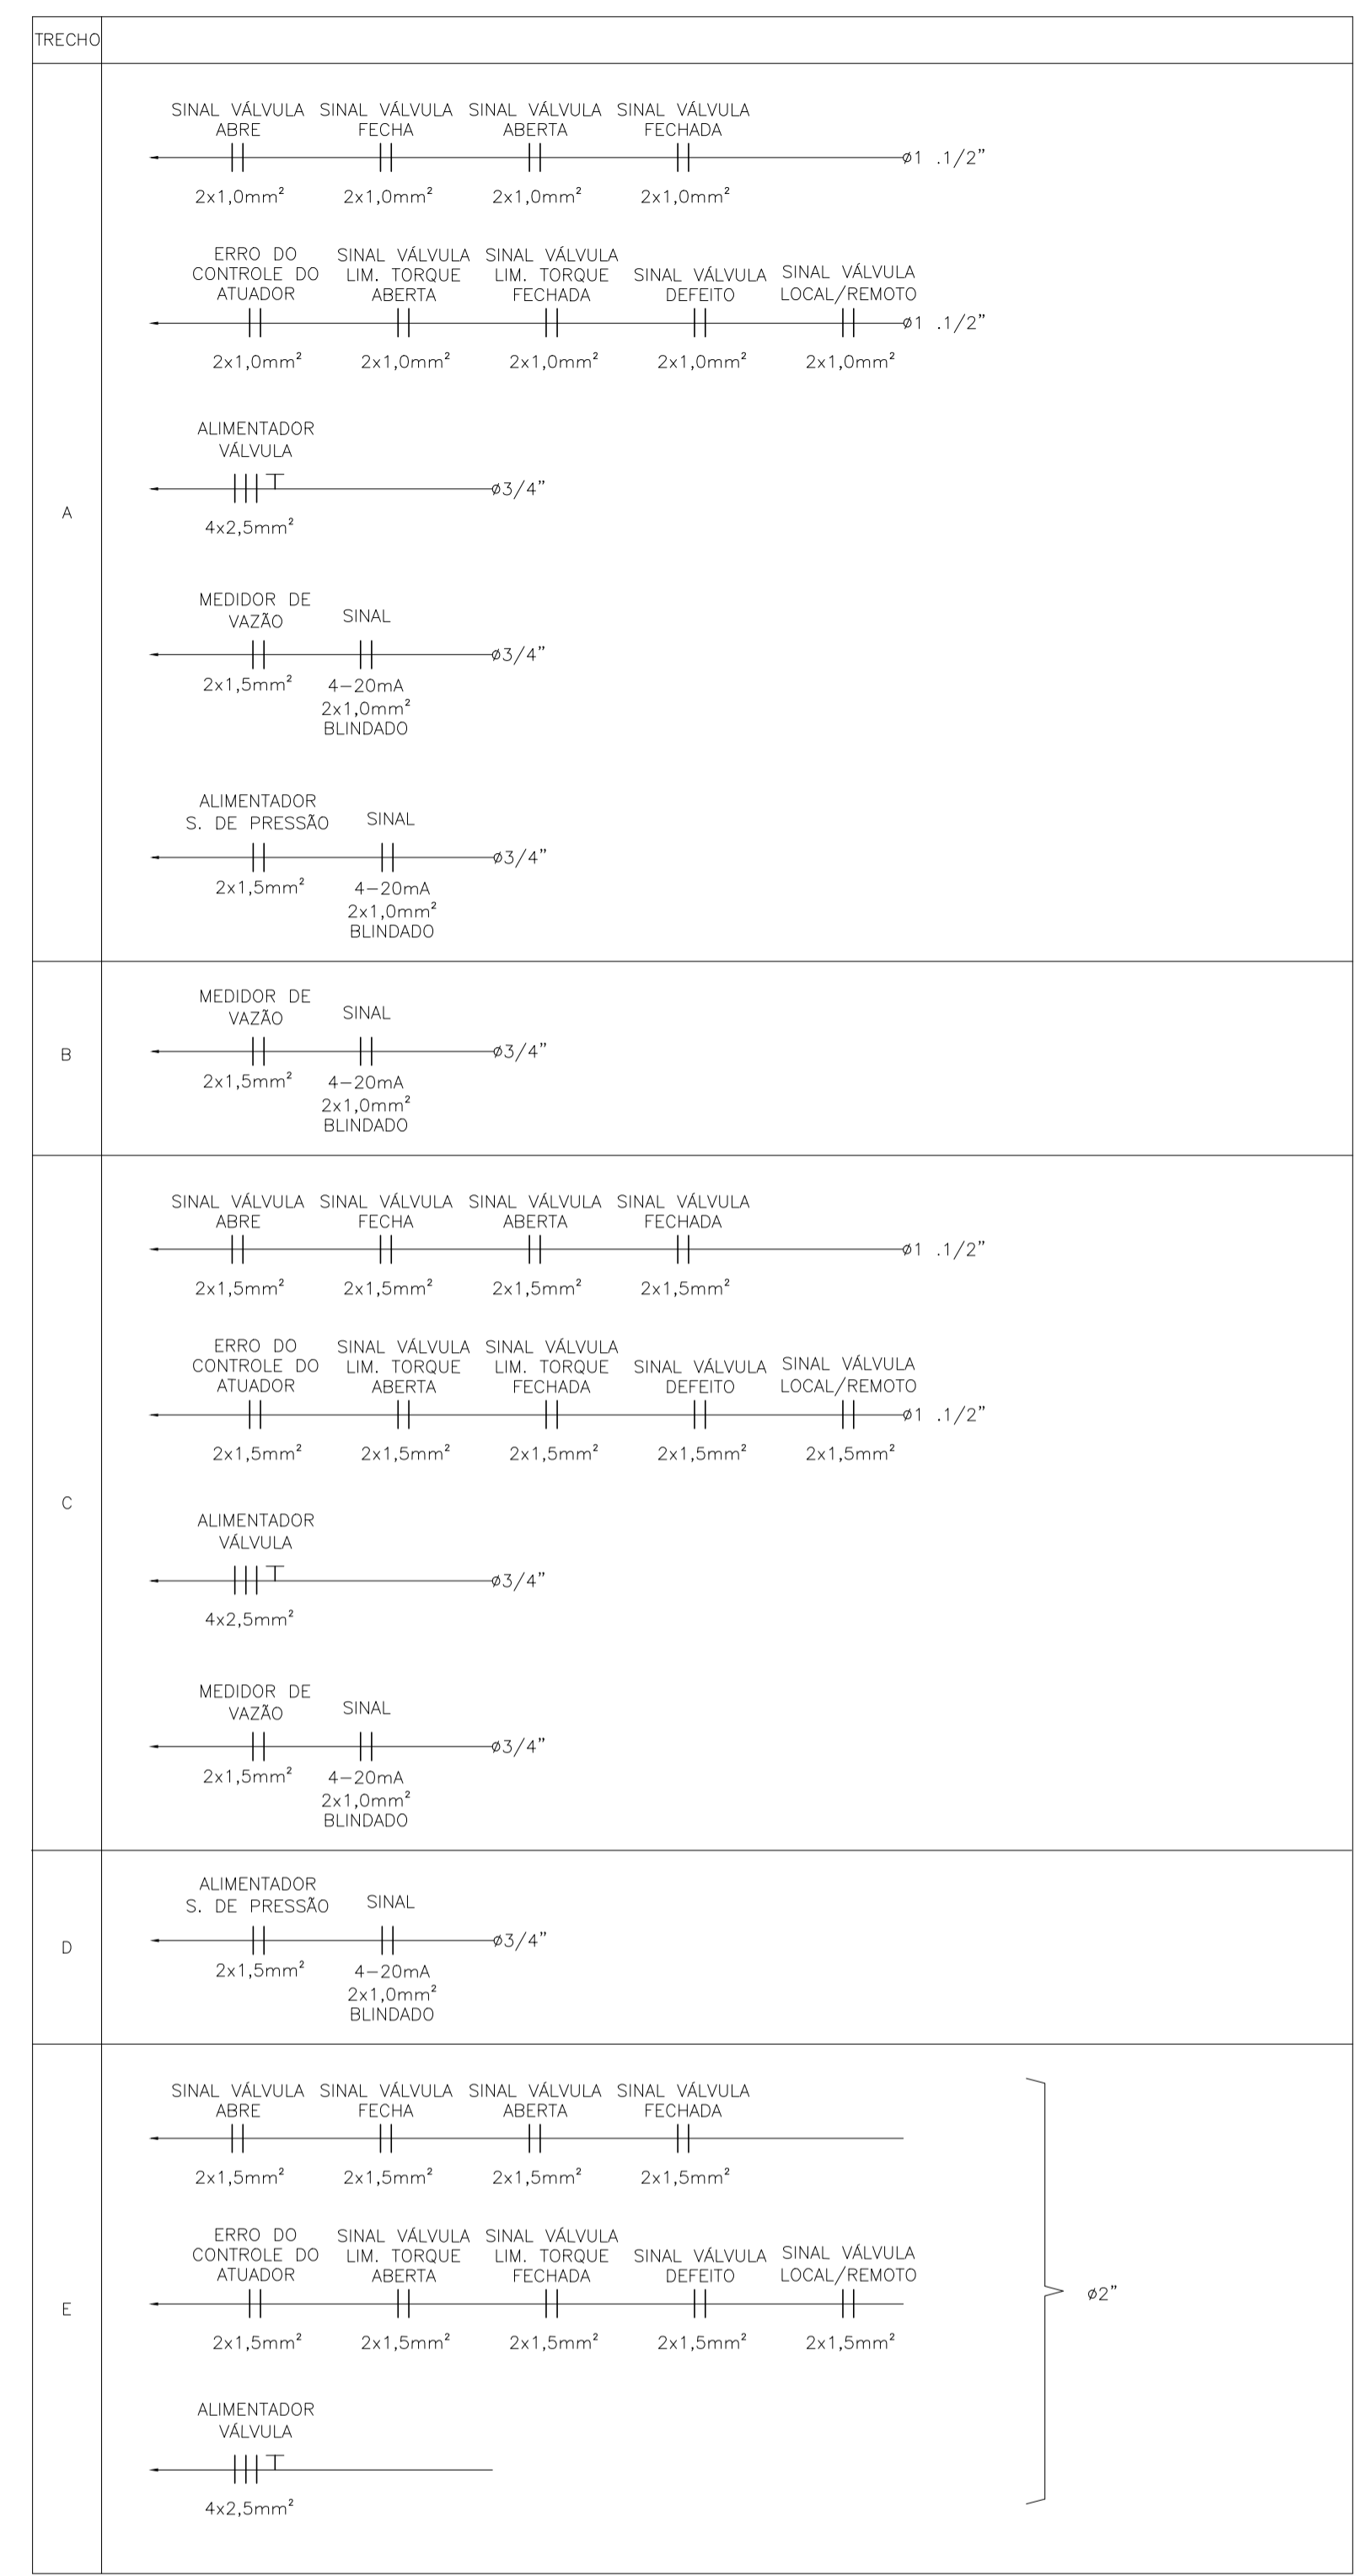 TRECHO
A
SINAL VÁLVULA ABRE SINAL VÁLVULA FECHA SINAL VÁLVULA ABERTA SINAL VÁLVULA FECHADA
ø1 .1/2"
2x1,0mm² 2x1,0mm² 2x1,0mm² 2x1,0mm²
ERRO DO CONTROLE DO ATUADOR SINAL VÁLVULA LIM. TORQUE ABERTA SINAL VÁLVULA LIM. TORQUE FECHADA SINAL VÁLVULA DEFEITO SINAL VÁLVULA LOCAL/REMOTO
ø1 .1/2"
2x1,0mm² 2x1,0mm² 2x1,0mm² 2x1,0mm² 2x1,0mm²
ALIMENTADOR
VÁLVULA
ø3/4"
4x2,5mm²
MEDIDOR DE VAZÃO SINAL
ø3/4"
2x1,5mm² 4-20mA
2x1,0mm²
BLINDADO
ALIMENTADOR S. DE PRESSÃO SINAL
ø3/4"
2x1,5mm² 4-20mA
2x1,0mm²
BLINDADO
B
MEDIDOR DE VAZÃO SINAL
ø3/4"
2x1,5mm² 4-20mA
2x1,0mm²
BLINDADO
C
SINAL VÁLVULA ABRE SINAL VÁLVULA FECHA SINAL VÁLVULA ABERTA SINAL VÁLVULA FECHADA
ø1 .1/2"
2x1,5mm² 2x1,5mm² 2x1,5mm² 2x1,5mm²
ERRO DO CONTROLE DO ATUADOR SINAL VÁLVULA LIM. TORQUE ABERTA SINAL VÁLVULA LIM. TORQUE FECHADA SINAL VÁLVULA DEFEITO SINAL VÁLVULA LOCAL/REMOTO
ø1 .1/2"
2x1,5mm² 2x1,5mm² 2x1,5mm² 2x1,5mm² 2x1,5mm²
ALIMENTADOR
VÁLVULA
ø3/4"
4x2,5mm²
MEDIDOR DE VAZÃO SINAL
ø3/4"
2x1,5mm² 4-20mA
2x1,0mm²
BLINDADO
D
ALIMENTADOR S. DE PRESSÃO SINAL
ø3/4"
2x1,5mm² 4-20mA
2x1,0mm²
BLINDADO
E
SINAL VÁLVULA ABRE SINAL VÁLVULA FECHA SINAL VÁLVULA ABERTA SINAL VÁLVULA FECHADA
2x1,5mm² 2x1,5mm² 2x1,5mm² 2x1,5mm²
ERRO DO CONTROLE DO ATUADOR SINAL VÁLVULA LIM. TORQUE ABERTA SINAL VÁLVULA LIM. TORQUE FECHADA SINAL VÁLVULA DEFEITO SINAL VÁLVULA LOCAL/REMOTO
2x1,5mm² 2x1,5mm² 2x1,5mm² 2x1,5mm² 2x1,5mm²
ø2"
ALIMENTADOR
VÁLVULA
4x2,5mm²